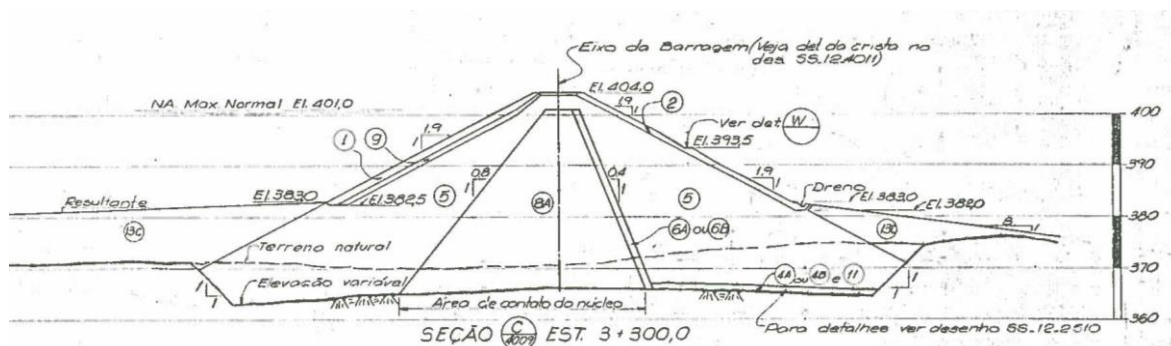 Eixo da Barragem (Veja det. da crista no
des SS.12.4011)
El. 404,0
NA. Max. Normal El. 401,0
1,9
1
2
Ver det. W
El. 393,5
400
1
9
1,9
1
0,8
1
0,4
1
1,9
1
390
Resultante
El. 383,0
El. 382,5
5
8A
5
Dreno
El. 383,0
El. 382,0
380
13C
6A ou 6B
13C
8
1
Terreno natural
370
1
1
Elevação variável
4A ou 4B e 11
1
1
Área de contato do núcleo
360
SEÇÃO C EST. 3+300,0
Para detalhes ver desenho SS.12.2510